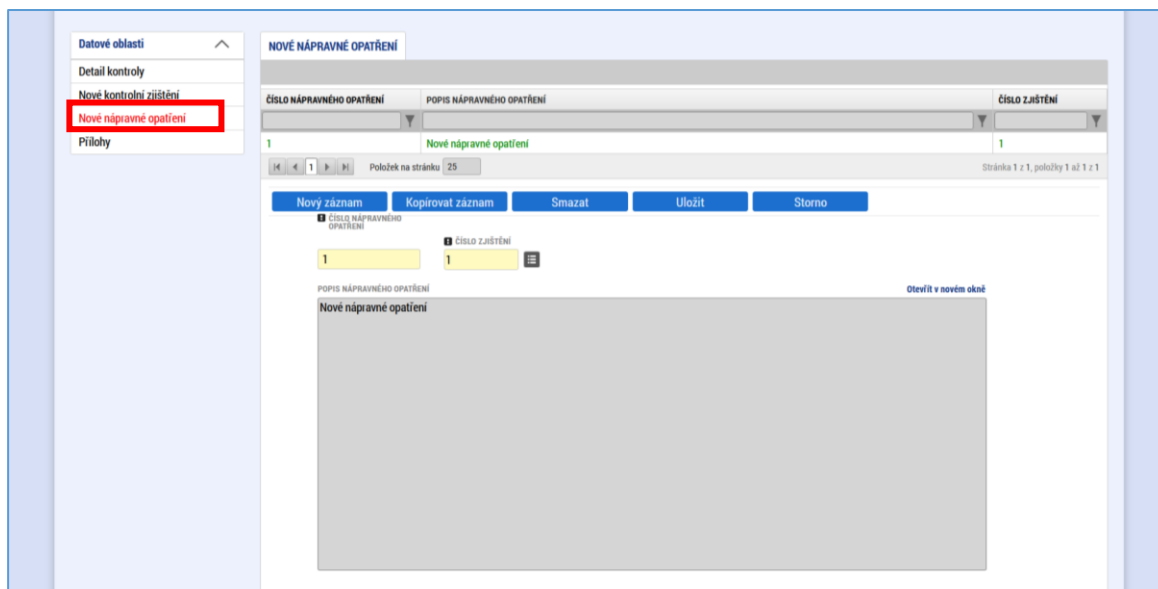 Datové oblasti
Detail kontroly
Nové kontrolní zjištění
Nové nápravné opatření
Přílohy
NOVÉ NÁPRAVNÉ OPATŘENÍ
ČÍSLO NÁPRAVNÉHO OPATŘENÍ POPIS NÁPRAVNÉHO OPATŘENÍ ČÍSLO ZJIŠTĚNÍ
1 Nové nápravné opatření 1
1 Položek na stránku 25 Stránka 1 z 1, položky 1 až 1 z 1
Nový záznam Kopírovat záznam Smazat Uložit Storno
ČÍSLO NÁPRAVNÉHO
OPATŘENÍ
ČÍSLO ZJIŠTĚNÍ
1 1
POPIS NÁPRAVNÉHO OPATŘENÍ Otevřít v novém okně
Nové nápravné opatření